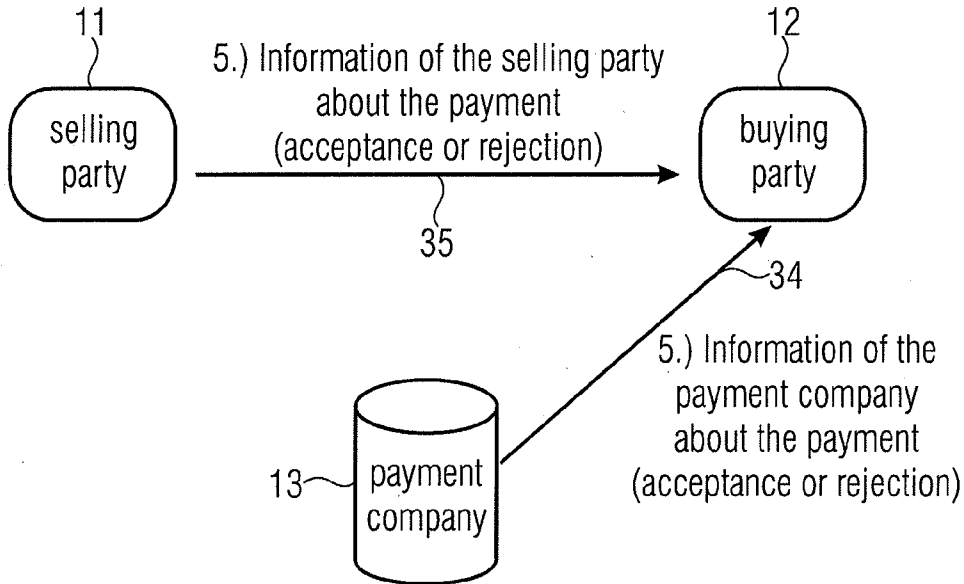 11
12
5.) Information of the selling party
about the payment
(acceptance or rejection)
selling
party
buying
party
35
34
5.) Information of the
payment company
about the payment
(acceptance or rejection)
13
payment
company